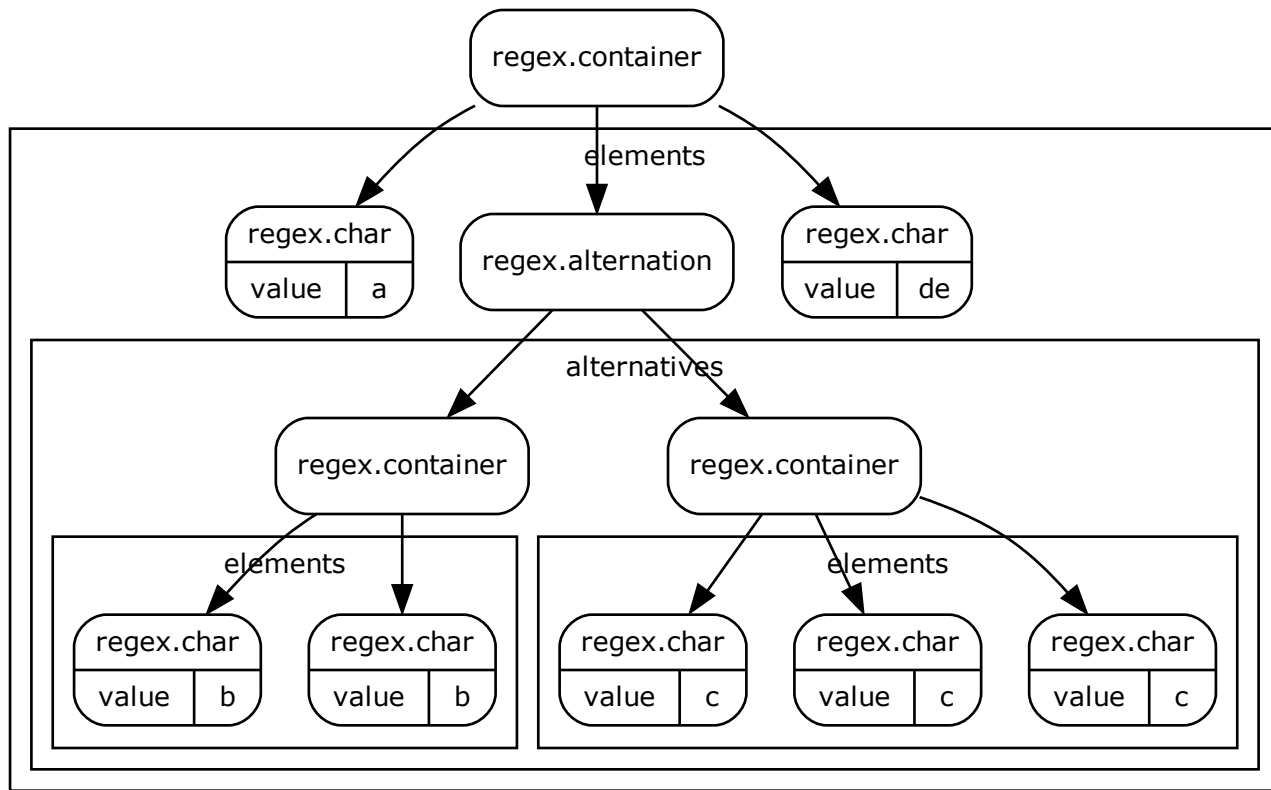 regex.container
elements
regex.char
value a
regex.alternation
regex.char
value de
alternatives
regex.container
regex.container
elements
elements
regex.char
value b
regex.char
value b
regex.char
value c
regex.char
value c
regex.char
value c